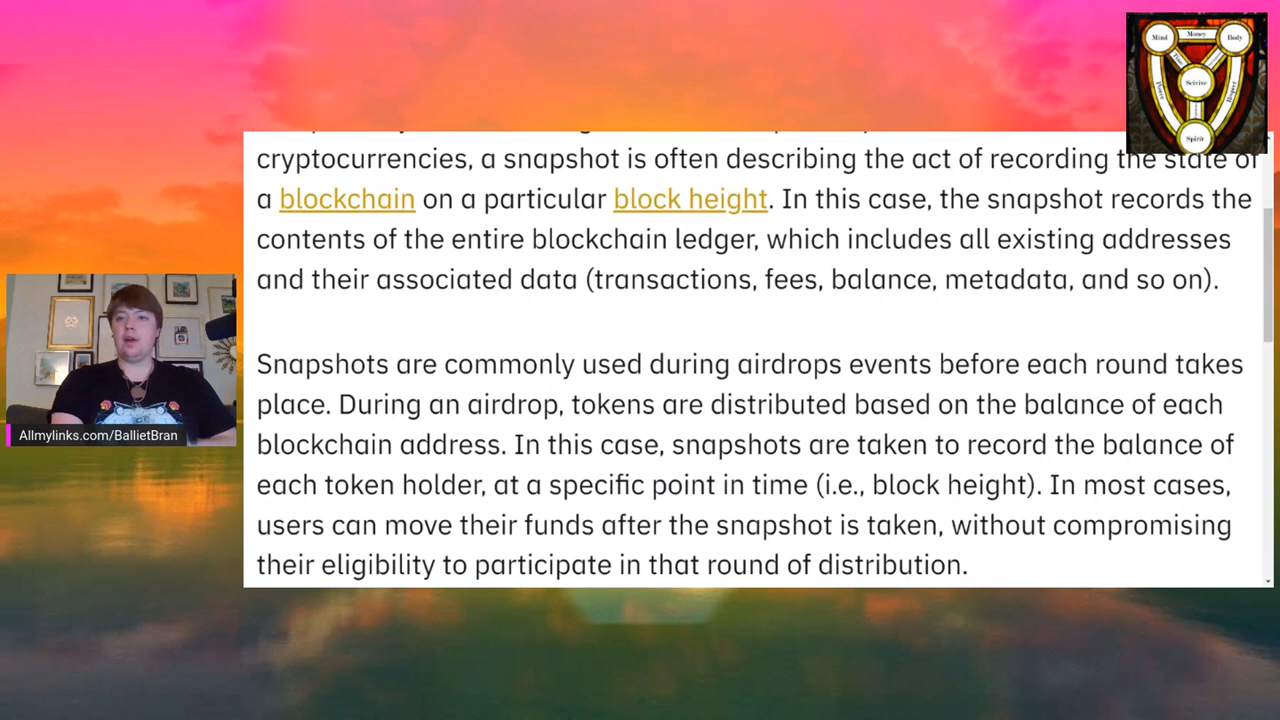 Mind Money Body
Scivive
Power
Spirit
cryptocurrencies, a snapshot is often describing the act of recording the state of
a blockchain on a particular block height. In this case, the snapshot records the
contents of the entire blockchain ledger, which includes all existing addresses
and their associated data (transactions, fees, balance, metadata, and so on).
Snapshots are commonly used during airdrops events before each round takes
place. During an airdrop, tokens are distributed based on the balance of each
blockchain address. In this case, snapshots are taken to record the balance of
each token holder, at a specific point in time (i.e., block height). In most cases,
users can move their funds after the snapshot is taken, without compromising
their eligibility to participate in that round of distribution.
Allmylinks.com/BallietBran